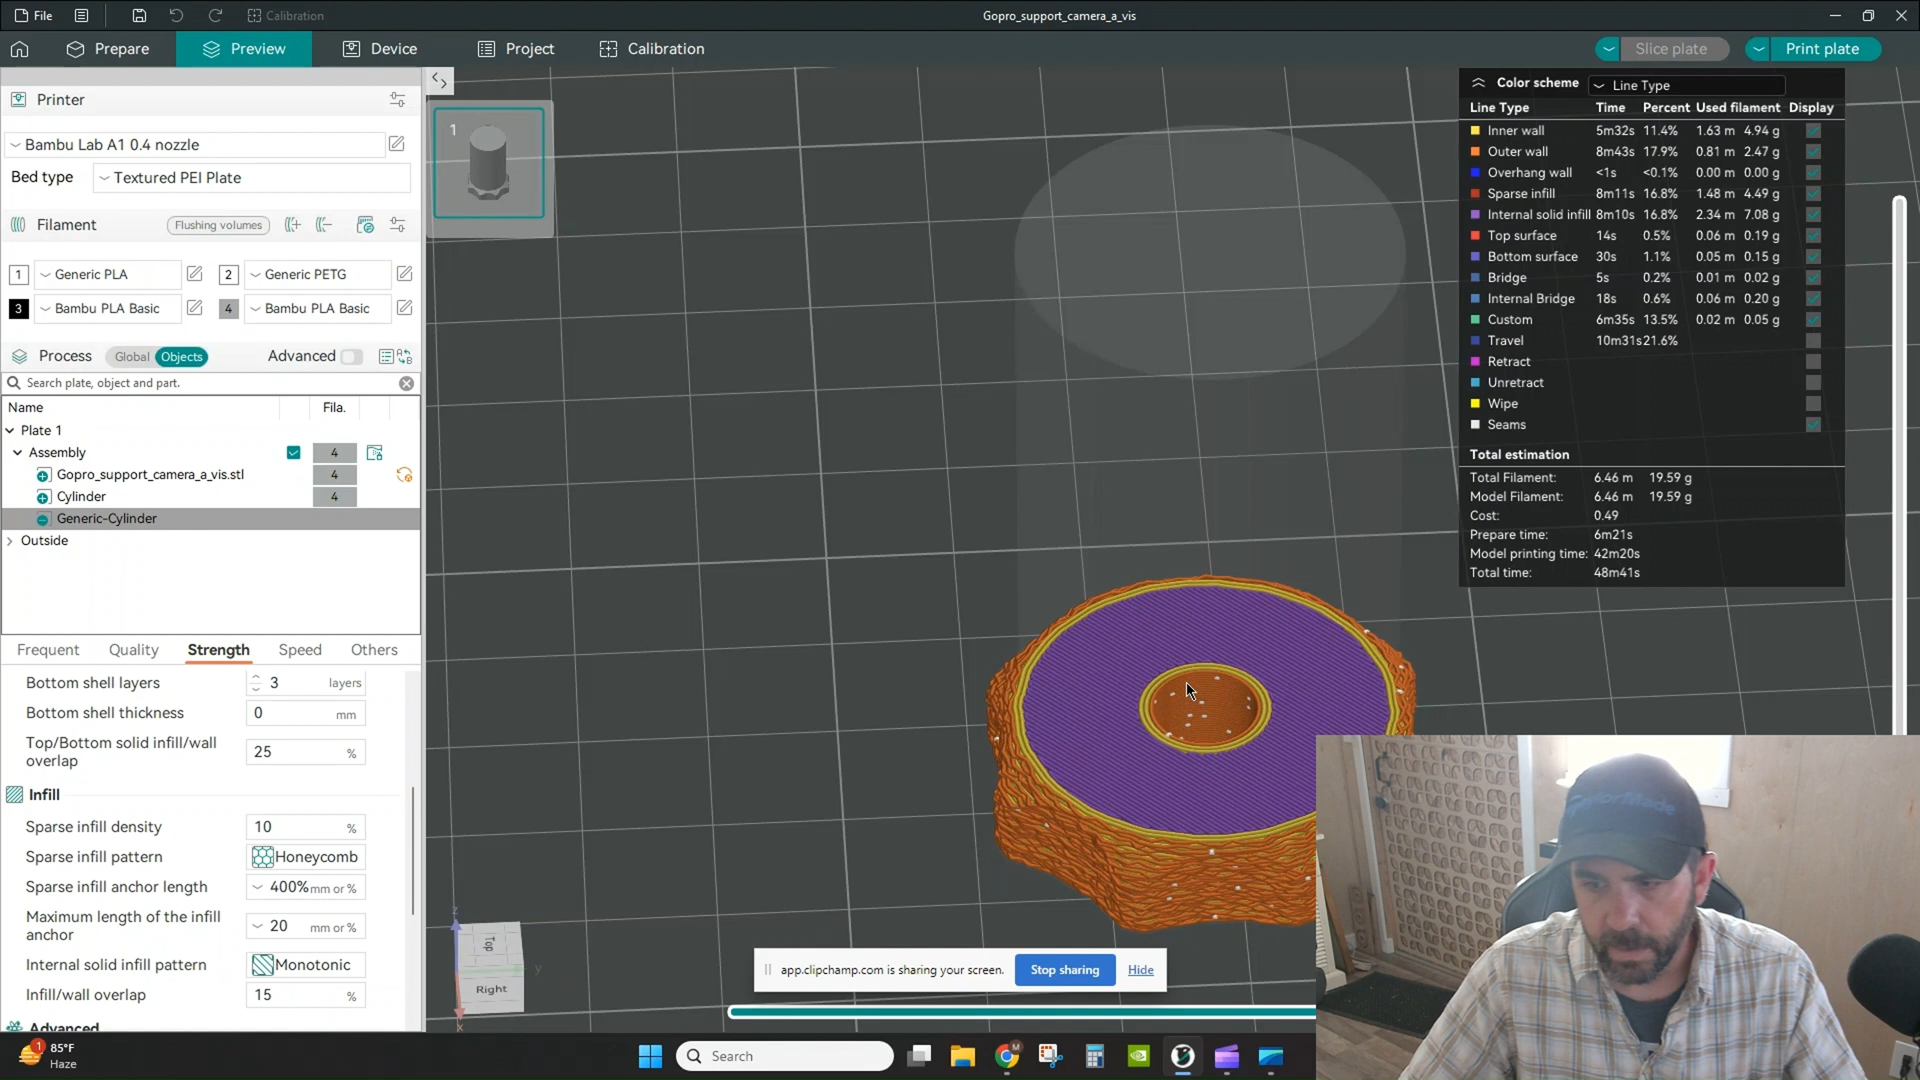 File
Calibration
Gopro_support_camera_a_vis
Prepare
Preview
Device
Project
Calibration
Slice plate
Print plate
Printer
Bambu Lab A1 0.4 nozzle
Bed type
Textured PEI Plate
Filament
Flushing volumes
1 Generic PLA
2 Generic PETG
3 Bambu PLA Basic
4 Bambu PLA Basic
Process Global Objects Advanced
Search plate, object and part.
Name Fila.
Plate 1
Assembly 4
Gopro_support_camera_a_vis.stl 4
Cylinder 4
Generic-Cylinder
Outside
Frequent Quality Strength Speed Others
Bottom shell layers 3 layers
Bottom shell thickness 0 mm
Top/Bottom solid infill/wall overlap 25 %
Infill
Sparse infill density 10 %
Sparse infill pattern Honeycomb
Sparse infill anchor length 400% mm or %
Maximum length of the infill anchor 20 mm or %
Internal solid infill pattern Monotonic
Infill/wall overlap 15 %
Advanced
1
Color scheme Line Type
Line Type Time Percent Used filament Display
Inner wall 5m32s 11.4% 1.63 m 4.94 g
Outer wall 8m43s 17.9% 0.81 m 2.47 g
Overhang wall <1s <0.1% 0.00 m 0.00 g
Sparse infill 8m11s 16.8% 1.48 m 4.49 g
Internal solid infill 8m10s 16.8% 2.34 m 7.08 g
Top surface 14s 0.5% 0.06 m 0.19 g
Bottom surface 30s 1.1% 0.05 m 0.15 g
Bridge 5s 0.2% 0.01 m 0.02 g
Internal Bridge 18s 0.6% 0.06 m 0.20 g
Custom 6m35s 13.5% 0.02 m 0.05 g
Travel 10m31s 21.6%
Retract
Unretract
Wipe
Seams
Total estimation
Total Filament: 6.46 m 19.59 g
Model Filament: 6.46 m 19.59 g
Cost: 0.49
Prepare time: 6m21s
Model printing time: 42m20s
Total time: 48m41s
z
y
x
Top
Right
app.clipchamp.com is sharing your screen. Stop sharing Hide
TaylorMade
1
85°F
Haze
Search
M